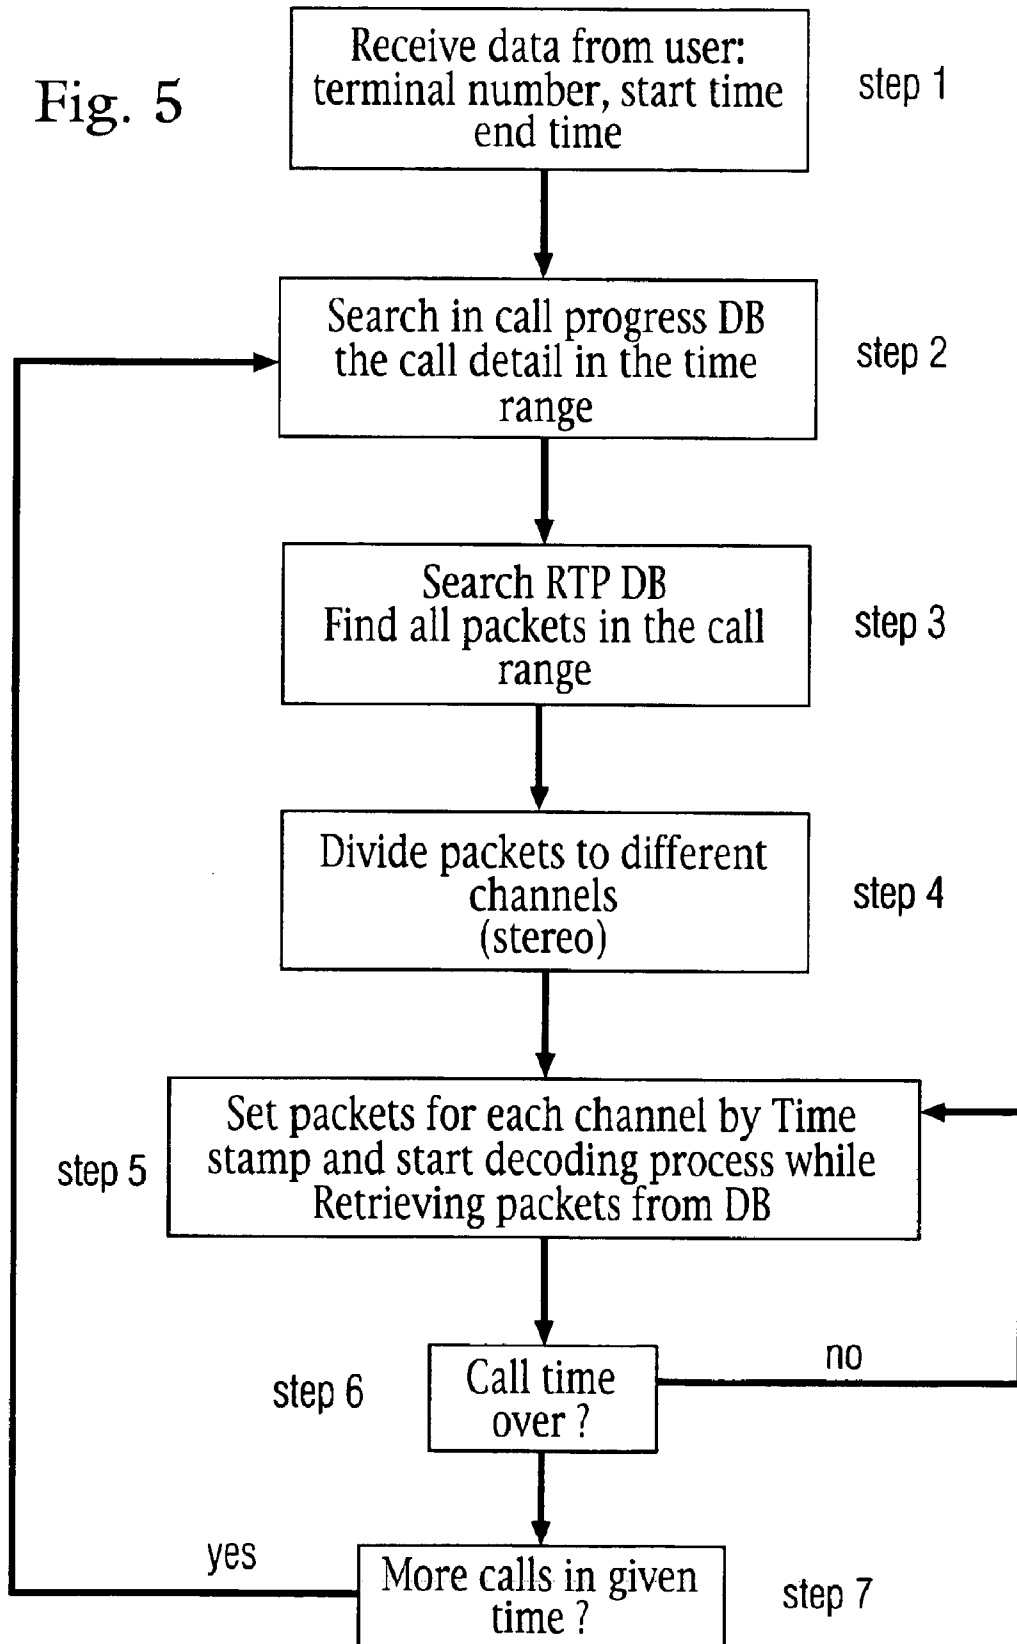 Fig. 5
Receive data from user:
terminal number, start time
end time
step 1
Search in call progress DB
the call detail in the time
range
step 2
Search RTP DB
Find all packets in the call
range
step 3
Divide packets to different
channels
(stereo)
step 4
Set packets for each channel by Time
stamp and start decoding process while
Retrieving packets from DB
step 5
Call time
over ?
step 6
no
More calls in given
time ?
step 7
yes